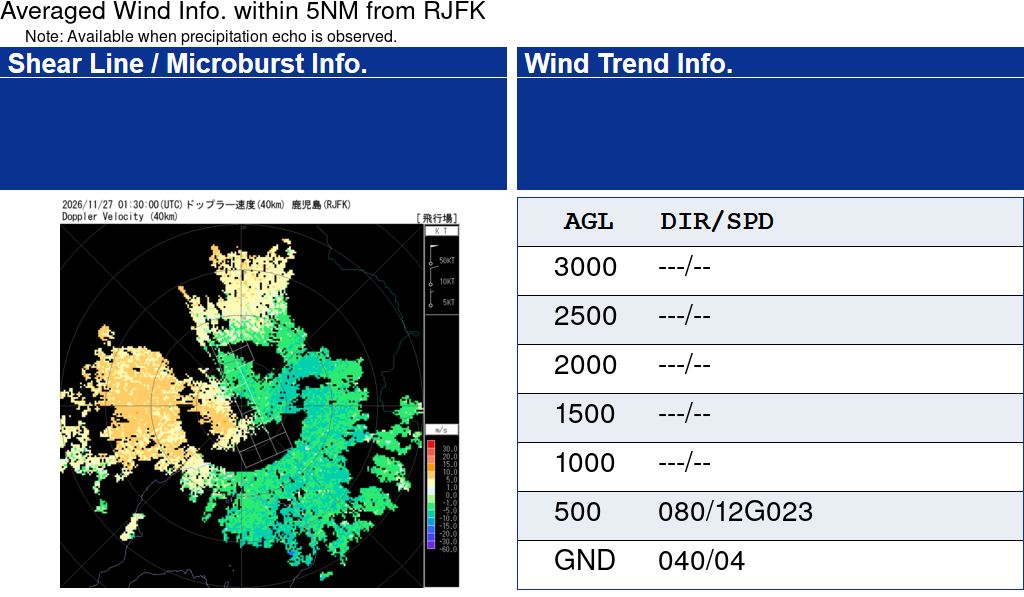 Averaged Wind Info. within 5NM from RJFK
Note: Available when precipitation echo is observed.
Shear Line / Microburst Info.
Wind Trend Info.
2026/11/27 01:30:00(UTC) ドップラー速度(40km) 鹿児島(RJFK)
Doppler Velocity (40km)
[飛行場]
KT
50KT
10KT
5KT
m/s
30.0
20.0
15.0
10.0
5.0
1.0
0.0
-1.0
-5.0
-10.0
-15.0
-20.0
-30.0
-60.0
AGL DIR/SPD
3000 ---/--
2500 ---/--
2000 ---/--
1500 ---/--
1000 ---/--
500 080/12G023
GND 040/04